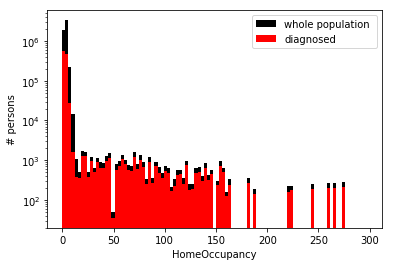 whole population
diagnosed
10^6
10^5
10^4
10^3
10^2
# persons
0 50 100 150 200 250 300
HomeOccupancy